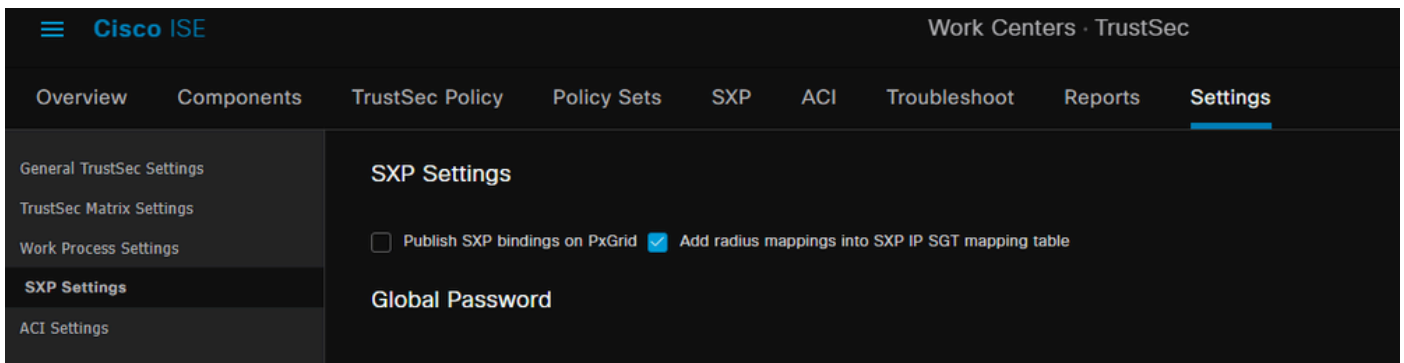 Cisco ISE
Work Centers · TrustSec
Overview Components TrustSec Policy Policy Sets SXP ACI Troubleshoot Reports Settings
General TrustSec Settings
TrustSec Matrix Settings
Work Process Settings
SXP Settings
ACI Settings
SXP Settings
Publish SXP bindings on PxGrid Add radius mappings into SXP IP SGT mapping table
Global Password